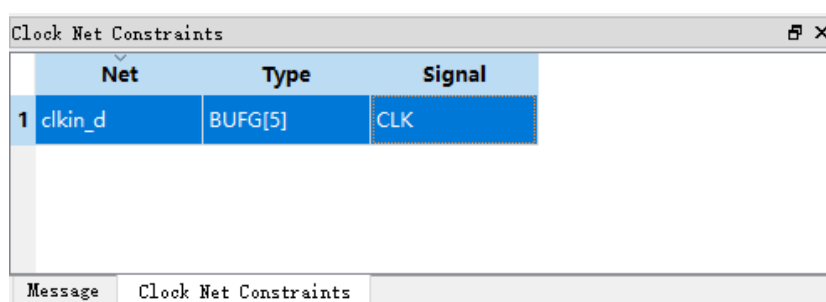 Clock Net Constraints
Net Type Signal
1 clkin_d BUFG[5] CLK
Message Clock Net Constraints